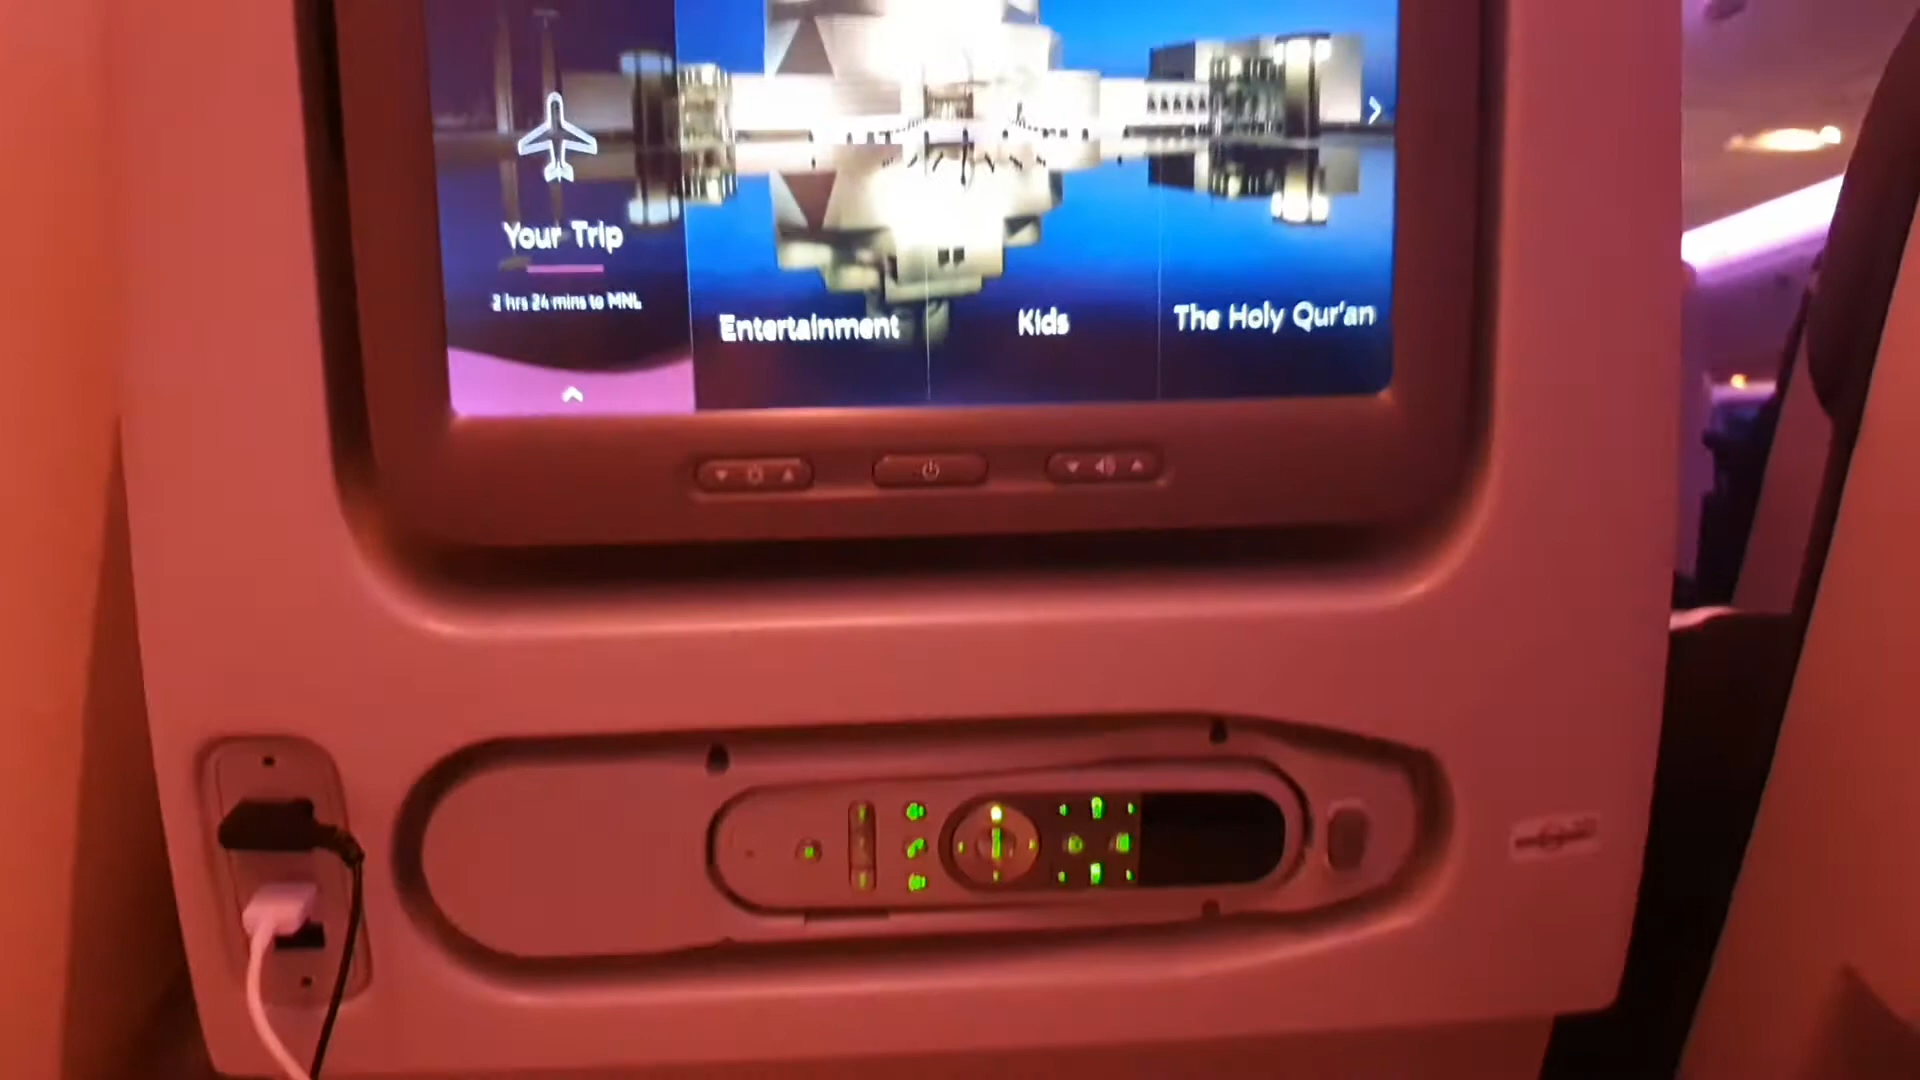 Your Trip
2 hrs 24 mins to MNL
Entertainment
Kids
The Holy Qur'an